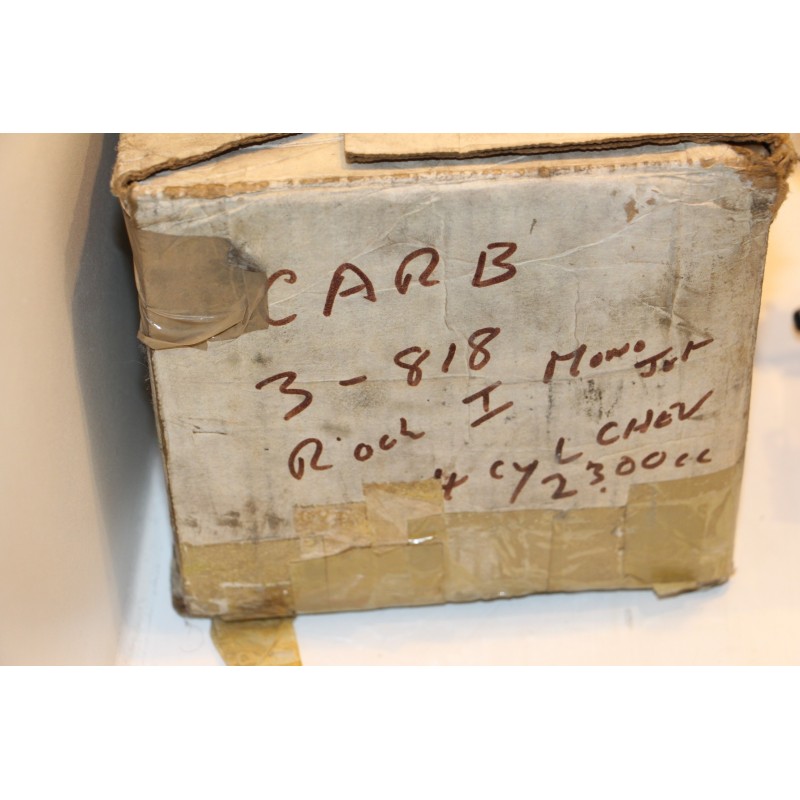 CARB
3-818
ROCH I MONO JET
4 CYL CHEV
2300cc